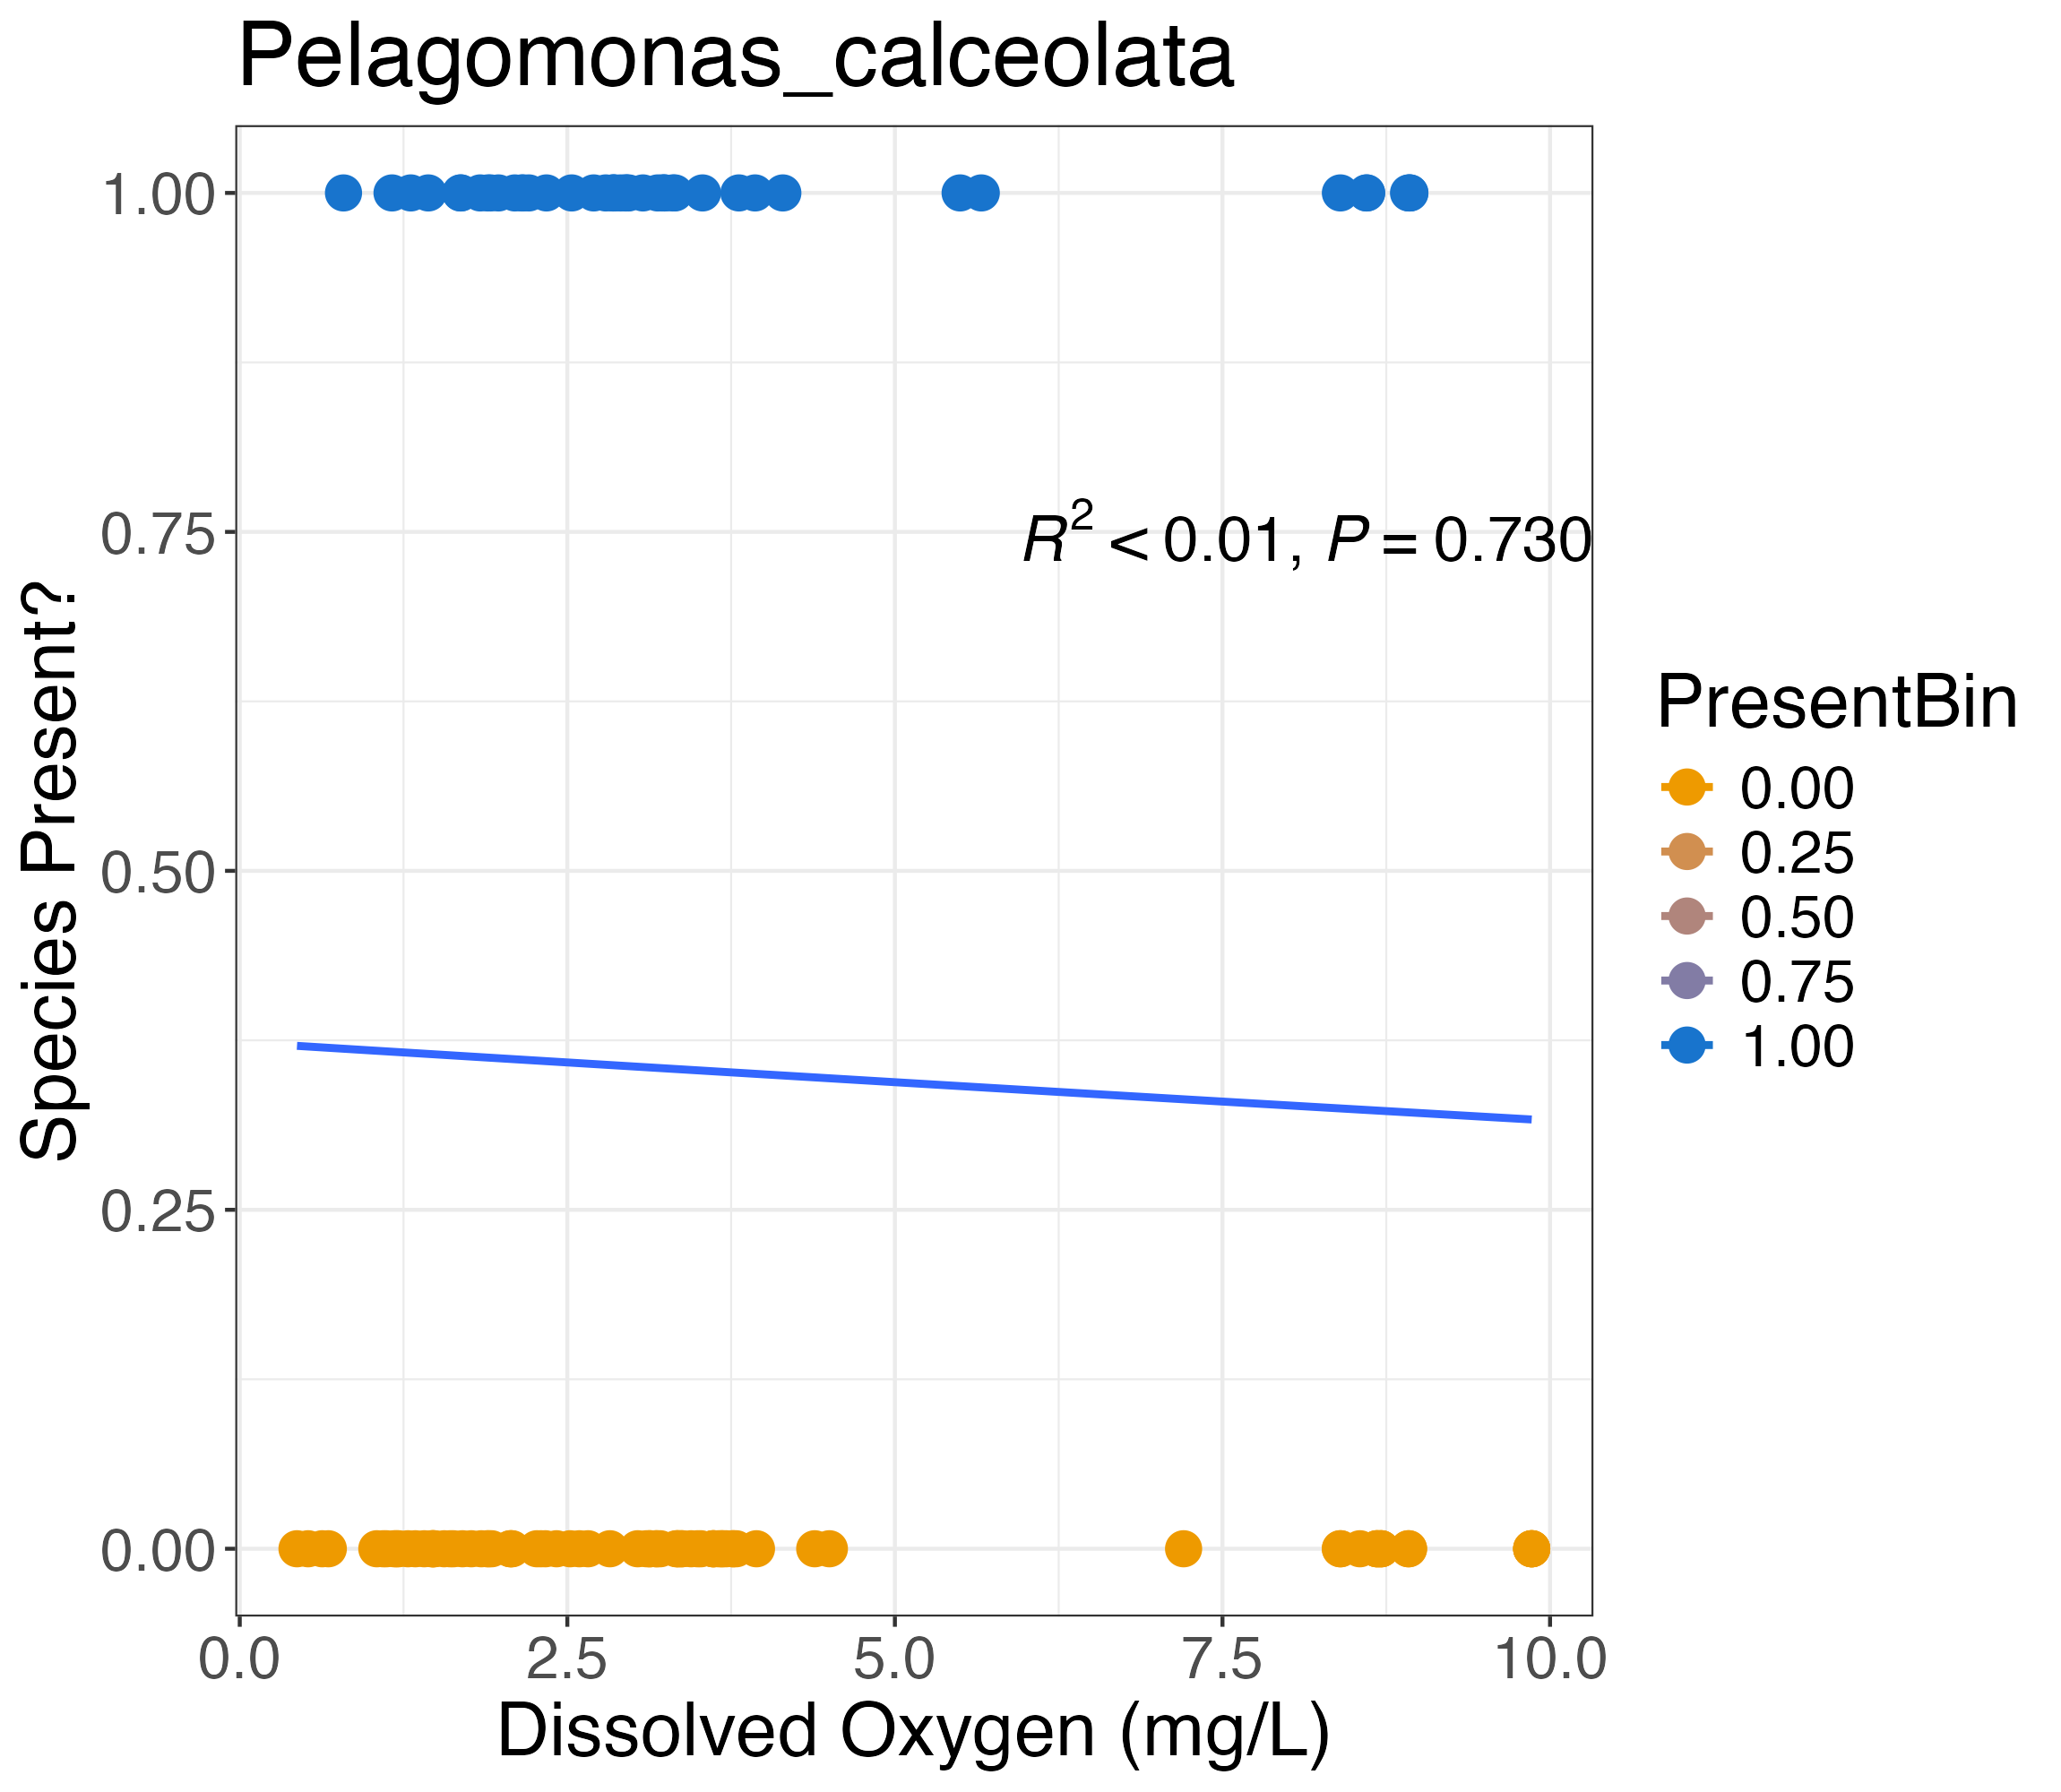 Pelagomonas_calceolata
1.00
0.75
0.50
0.25
0.00
Species Present?
R² < 0.01, P = 0.730
0.0 2.5 5.0 7.5 10.0
Dissolved Oxygen (mg/L)
PresentBin
0.00
0.25
0.50
0.75
1.00